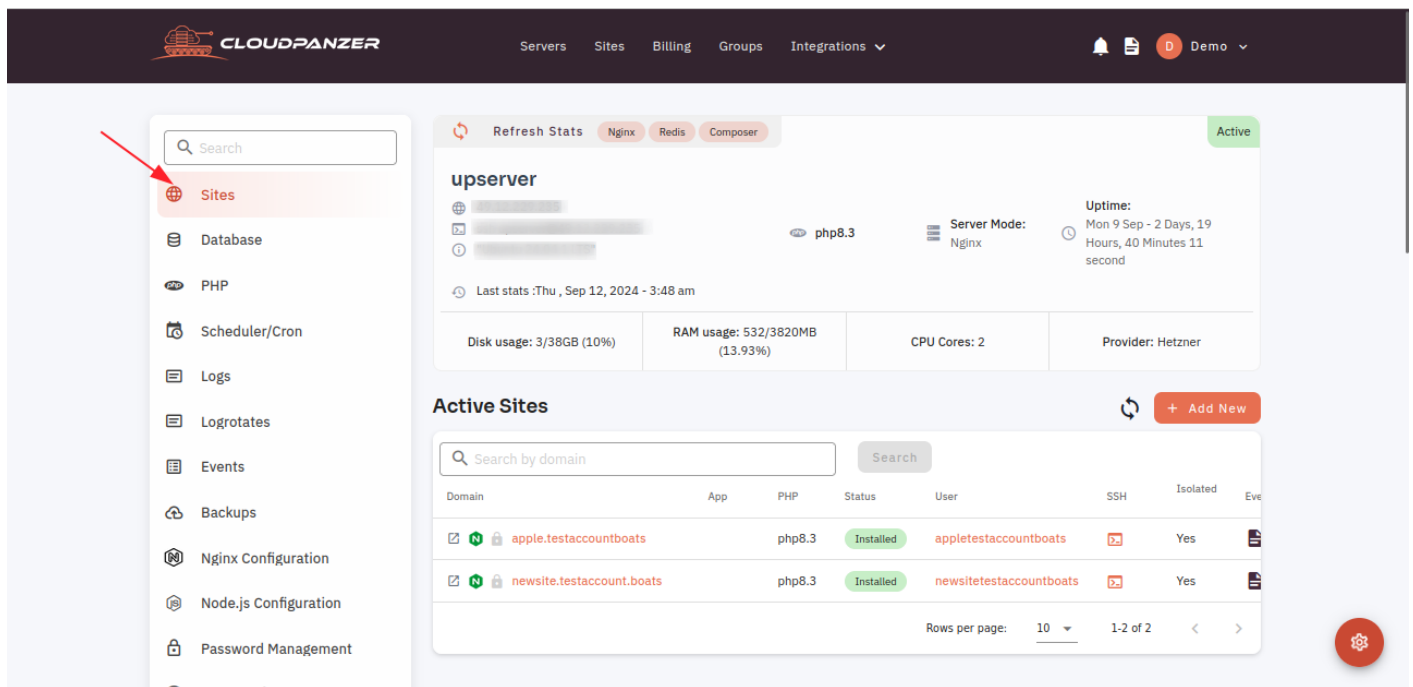 CLOUDPANZER
Servers Sites Billing Groups Integrations
D Demo
Search
Sites
Database
php PHP
Scheduler/Cron
Logs
Logrotates
Events
Backups
Nginx Configuration
JS Node.js Configuration
Password Management
Refresh Stats Nginx Redis Composer
Active
upserver
php php8.3
Server Mode:
Nginx
Uptime:
Mon 9 Sep - 2 Days, 19
Hours, 40 Minutes 11
second
Last stats :Thu , Sep 12, 2024 - 3:48 am
Disk usage: 3/38GB (10%)
RAM usage: 532/3820MB
(13.93%)
CPU Cores: 2
Provider: Hetzner
Active Sites
+ Add New
Search by domain
Search
Domain App PHP Status User SSH Isolated Eve
N apple.testaccountboats php8.3 Installed appletestaccountboats Yes
N newsite.testaccount.boats php8.3 Installed newsitetestaccountboats Yes
Rows per page: 10 1-2 of 2